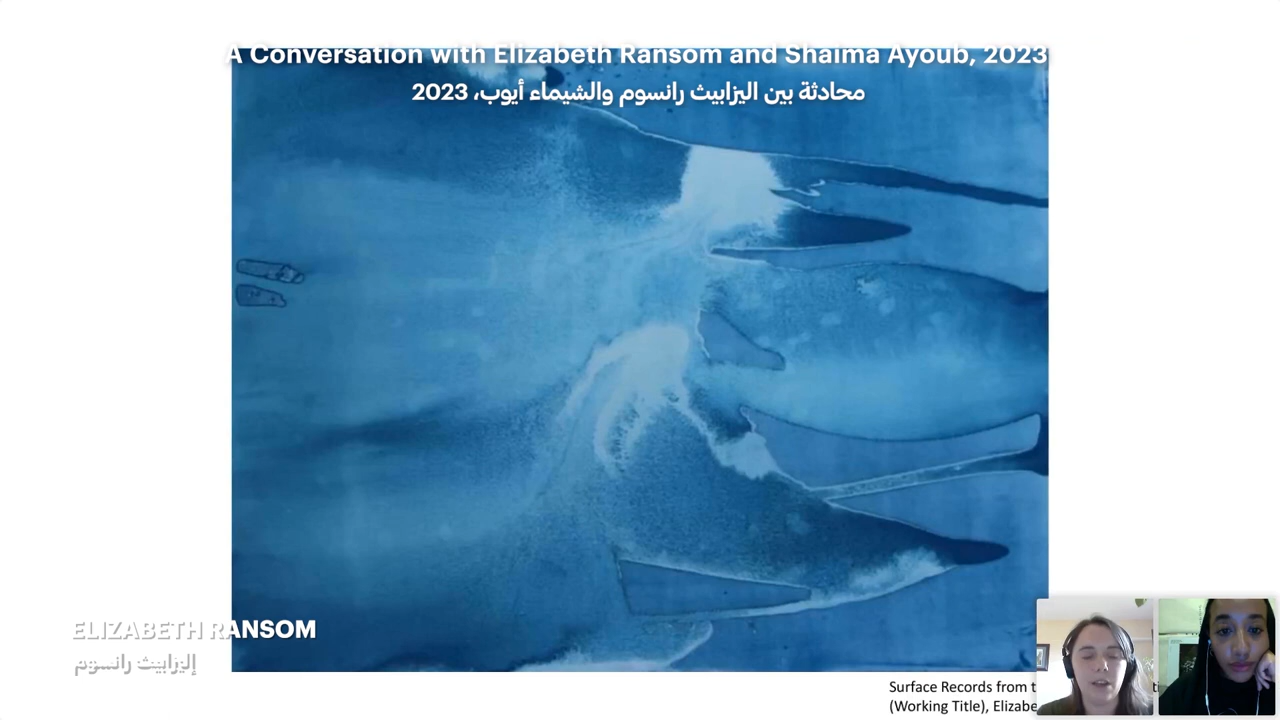 A Conversation with Elizabeth Ransom and Shaima Ayoub, 2023
محادثة بين اليزابيث رانسوم والشيماء أيوب، 2023
ELIZABETH RANSOM
إليزابيث رانسوم
Surface Records from
(Working Title),